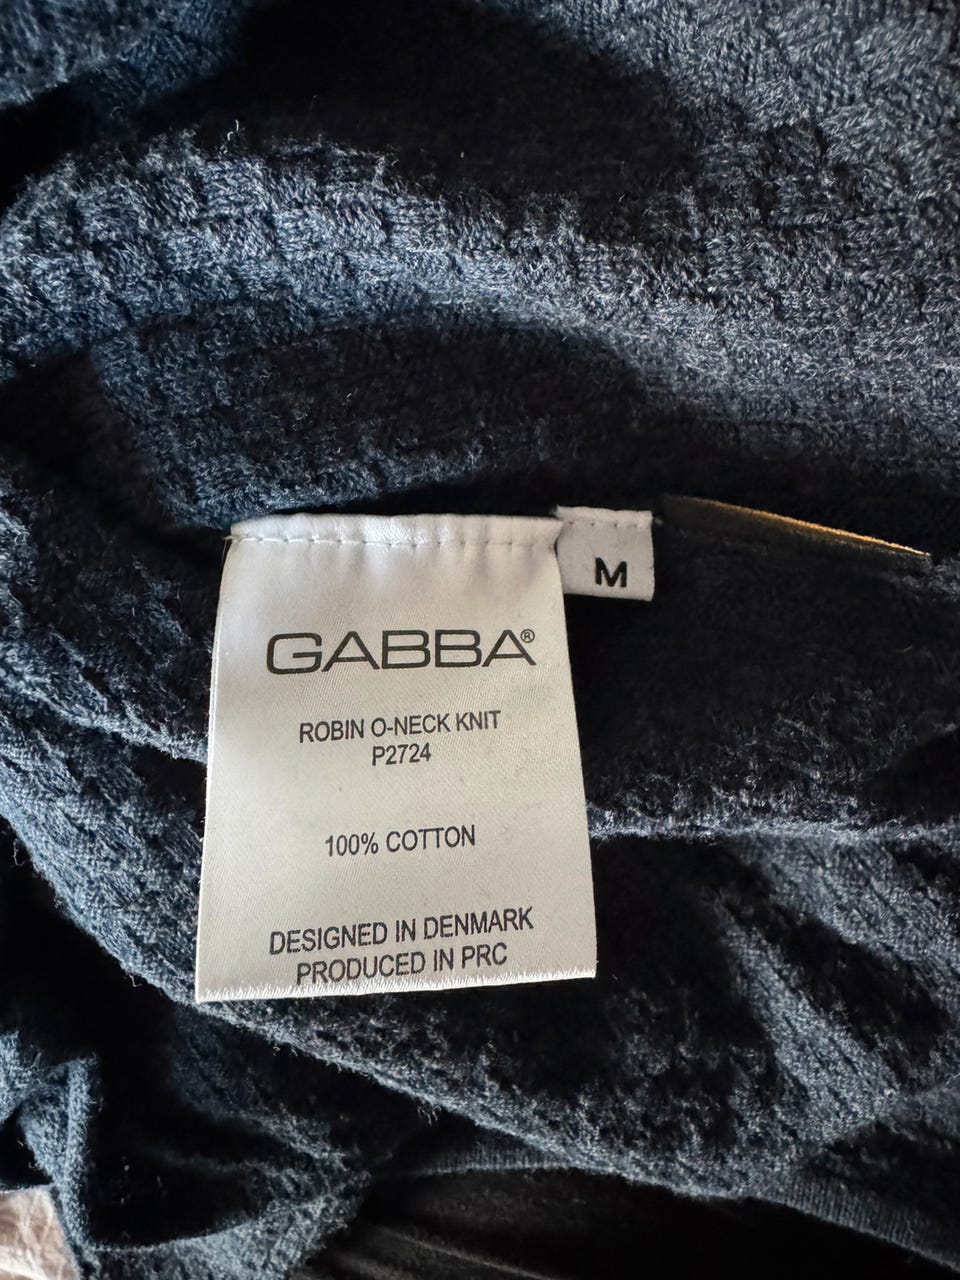 M
GABBA®
ROBIN O-NECK KNIT
P2724
100% COTTON
DESIGNED IN DENMARK
PRODUCED IN PRC